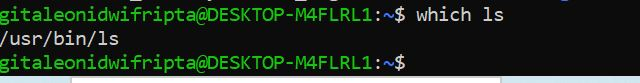 gitaleonidwifripta@DESKTOP-M4FLRL1:~$ which ls
/usr/bin/ls
gitaleonidwifripta@DESKTOP-M4FLRL1:~$